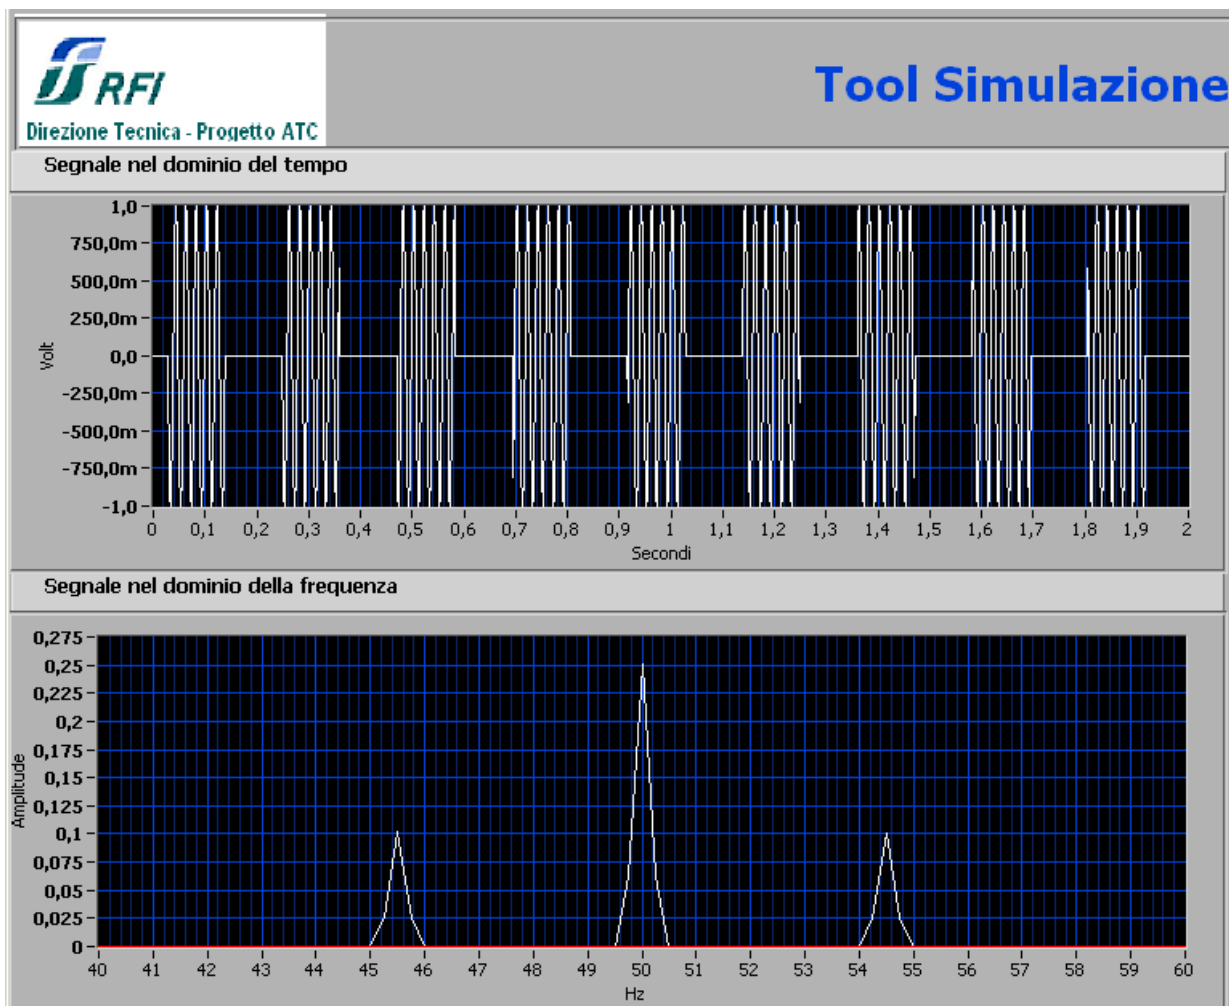 RFI
Direzione Tecnica - Progetto ATC
Tool Simulazione
Segnale nel dominio del tempo
1,0
750,0m
500,0m
250,0m
0,0
-250,0m
-500,0m
-750,0m
-1,0
Volt
0 0,1 0,2 0,3 0,4 0,5 0,6 0,7 0,8 0,9 1 1,1 1,2 1,3 1,4 1,5 1,6 1,7 1,8 1,9 2
Secondi
Segnale nel dominio della frequenza
0,275
0,25
0,225
0,2
0,175
0,15
0,125
0,1
0,075
0,05
0,025
0
Amplitude
40 41 42 43 44 45 46 47 48 49 50 51 52 53 54 55 56 57 58 59 60
Hz